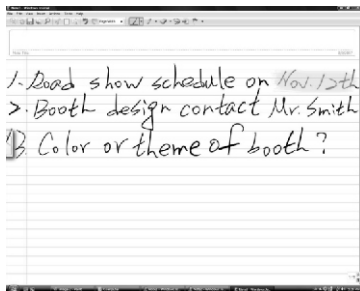 1. Road show schedule on Nov. 12th
2. Booth design contact Mr. Smith
3. Color or theme of booth?